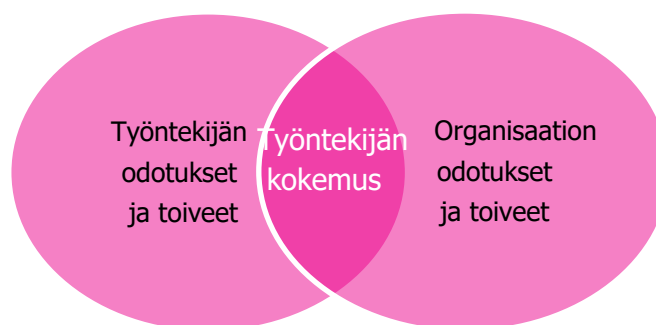 Työntekijän
odotukset
ja toiveet
Työntekijän
kokemus
Organisaation
odotukset
ja toiveet